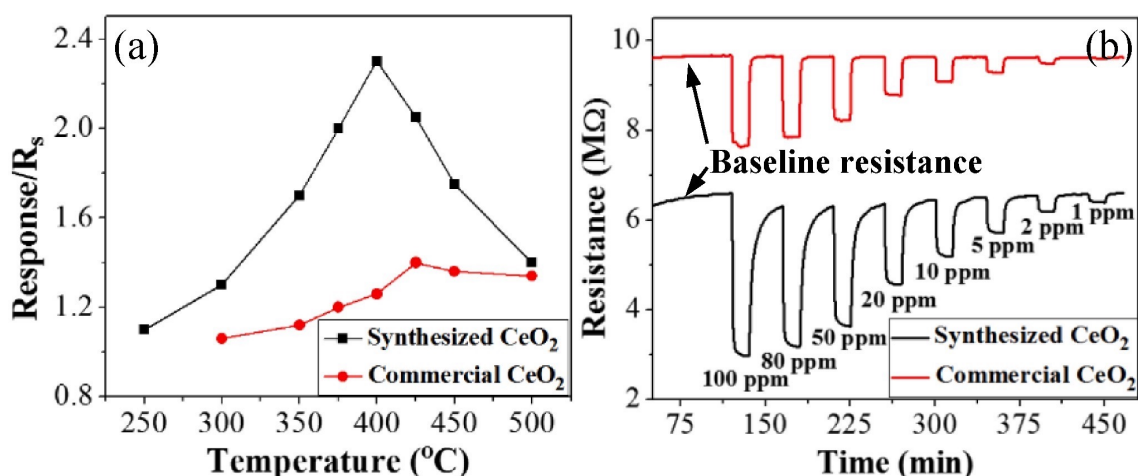 (a)
Response/Rs
2.4
2.0
1.6
1.2
0.8
250 300 350 400 450 500
Temperature (oC)
Synthesized CeO2
Commercial CeO2
(b)
Resistance (MΩ)
10
8
6
4
2
Baseline resistance
100 ppm
80 ppm
50 ppm
20 ppm
10 ppm
5 ppm
2 ppm
1 ppm
Synthesized CeO2
Commercial CeO2
75 150 225 300 375 450
Time (min)